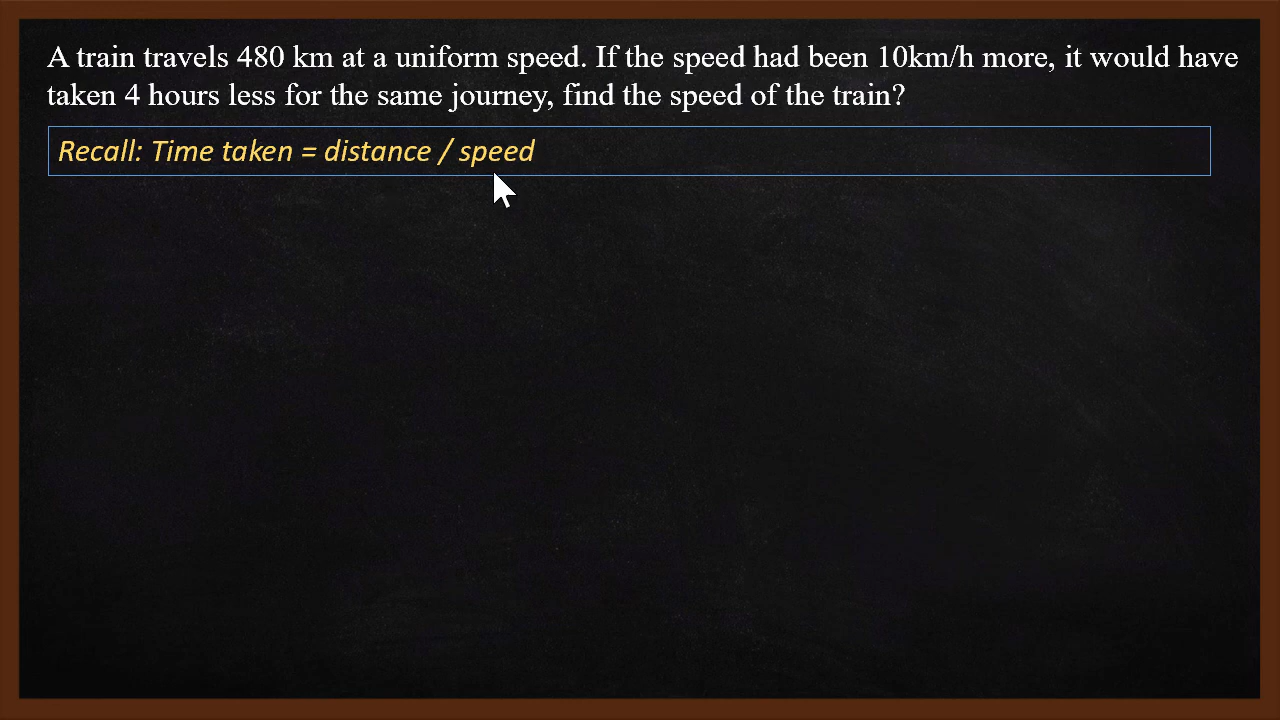 A train travels 480 km at a uniform speed. If the speed had been 10km/h more, it would have
taken 4 hours less for the same journey, find the speed of the train?
Recall: Time taken = distance / speed